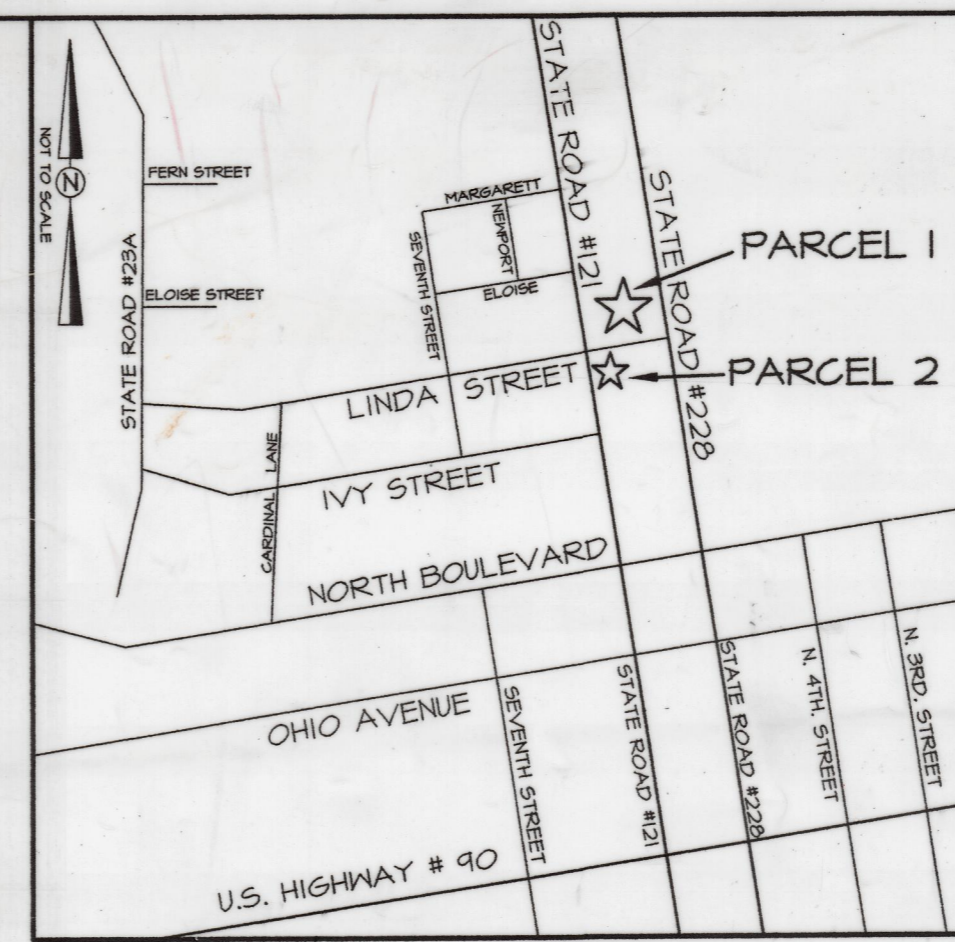 NOT TO SCALE
N
STATE ROAD #23A
FERN STREET
ELOISE STREET
STATE ROAD #121
STATE ROAD #228
MARGARETT
NEWPORT
SEVENTH STREET
ELOISE
PARCEL 1
PARCEL 2
LINDA STREET
CARDINAL LANE
IVY STREET
NORTH BOULEVARD
OHIO AVENUE
SEVENTH STREET
STATE ROAD #121
STATE ROAD #228
N. 4TH. STREET
N. 3RD. STREET
U.S. HIGHWAY # 90